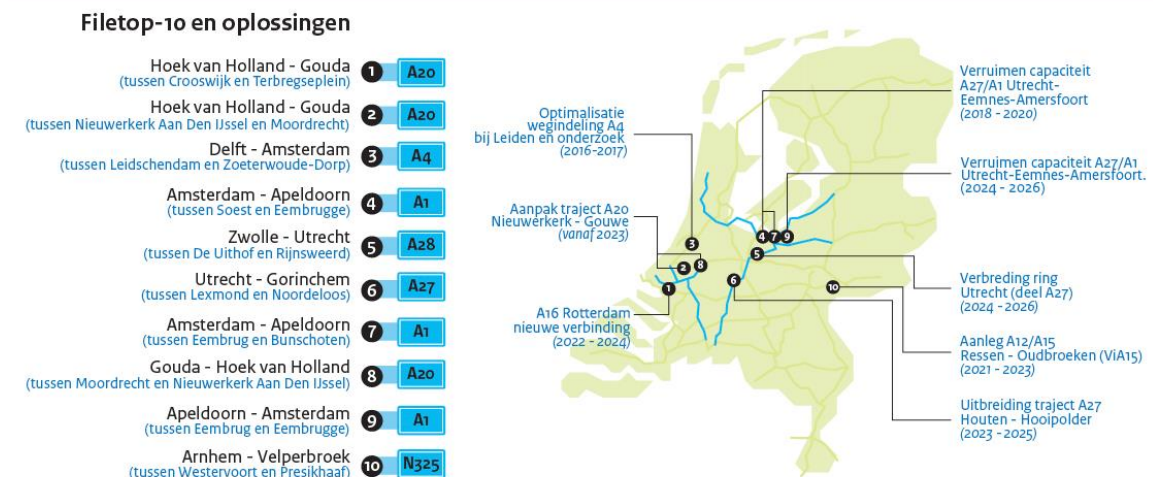 Filetop-10 en oplossingen
Hoek van Holland - Gouda
(tussen Crooswijk en Terbregseplein)
1
A20
Hoek van Holland - Gouda
(tussen Nieuwerkerk Aan Den IJssel en Moordrecht)
2
A20
Delft - Amsterdam
(tussen Leidschendam en Zoeterwoude-Dorp)
3
A4
Amsterdam - Apeldoorn
(tussen Soest en Eembrugge)
4
A1
Zwolle - Utrecht
(tussen De Uithof en Rijnsweerd)
5
A28
Utrecht - Gorinchem
(tussen Lexmond en Noordeloos)
6
A27
Amsterdam - Apeldoorn
(tussen Eembrug en Bunschoten)
7
A1
Gouda - Hoek van Holland
(tussen Moordrecht en Nieuwerkerk Aan Den IJssel)
8
A20
Apeldoorn - Amsterdam
(tussen Eembrug en Eembrugge)
9
A1
Arnhem - Velperbroek
(tussen Westervoort en Presikhaaf)
10
N325
Optimalisatie
wegindeling A4
bij Leiden en onderzoek
(2016-2017)
Aanpak traject A20
Nieuwerkerk - Gouwe
(vanaf 2023)
A16 Rotterdam
nieuwe verbinding
(2022 - 2024)
4
7
9
3
5
8
2
6
1
10
Verruimen capaciteit
A27/A1 Utrecht-
Eemnes-Amersfoort
(2018 - 2020)
Verruimen capaciteit A27/A1
Utrecht-Eemnes-Amersfoort.
(2024 - 2026)
Verbreding ring
Utrecht (deel A27)
(2024 - 2026)
Aanleg A12/A15
Ressen - Oudbroeken (ViA15)
(2021 - 2023)
Uitbreiding traject A27
Houten - Hooipolder
(2023 - 2025)